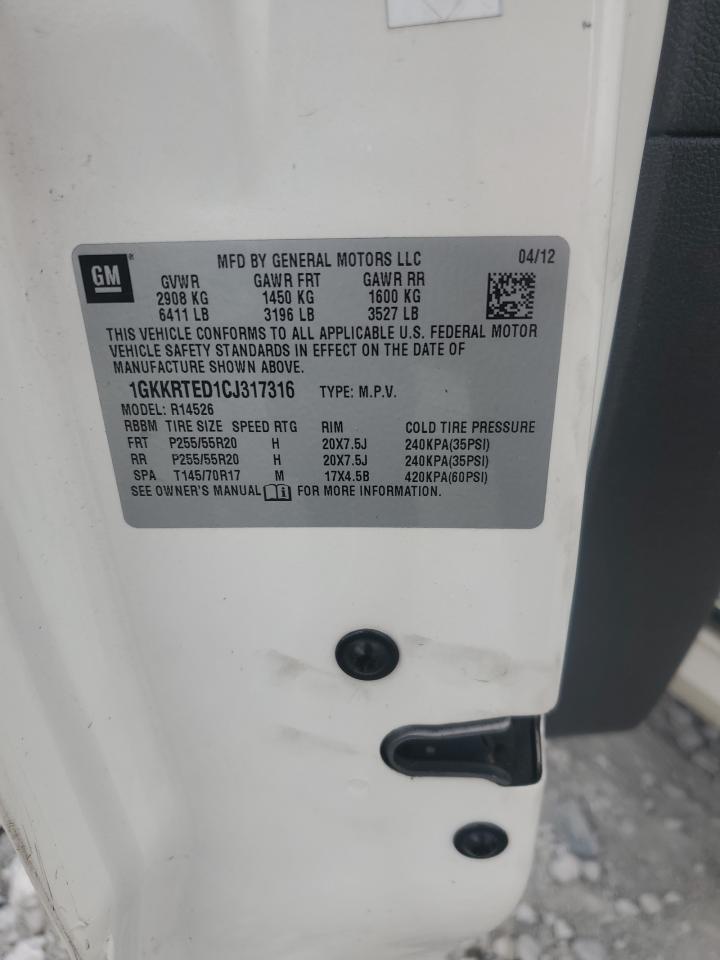 GM ® MFD BY GENERAL MOTORS LLC 04/12
GVWR GAWR FRT GAWR RR
2908 KG 1450 KG 1600 KG
6411 LB 3196 LB 3527 LB
THIS VEHICLE CONFORMS TO ALL APPLICABLE U.S. FEDERAL MOTOR
VEHICLE SAFETY STANDARDS IN EFFECT ON THE DATE OF
MANUFACTURE SHOWN ABOVE.
1GKKRTED1CJ317316 TYPE: M.P.V.
MODEL: R14526
RBBM TIRE SIZE SPEED RTG RIM COLD TIRE PRESSURE
FRT P255/55R20 H 20X7.5J 240KPA(35PSI)
RR P255/55R20 H 20X7.5J 240KPA(35PSI)
SPA T145/70R17 M 17X4.5B 420KPA(60PSI)
SEE OWNER'S MANUAL i FOR MORE INFORMATION.